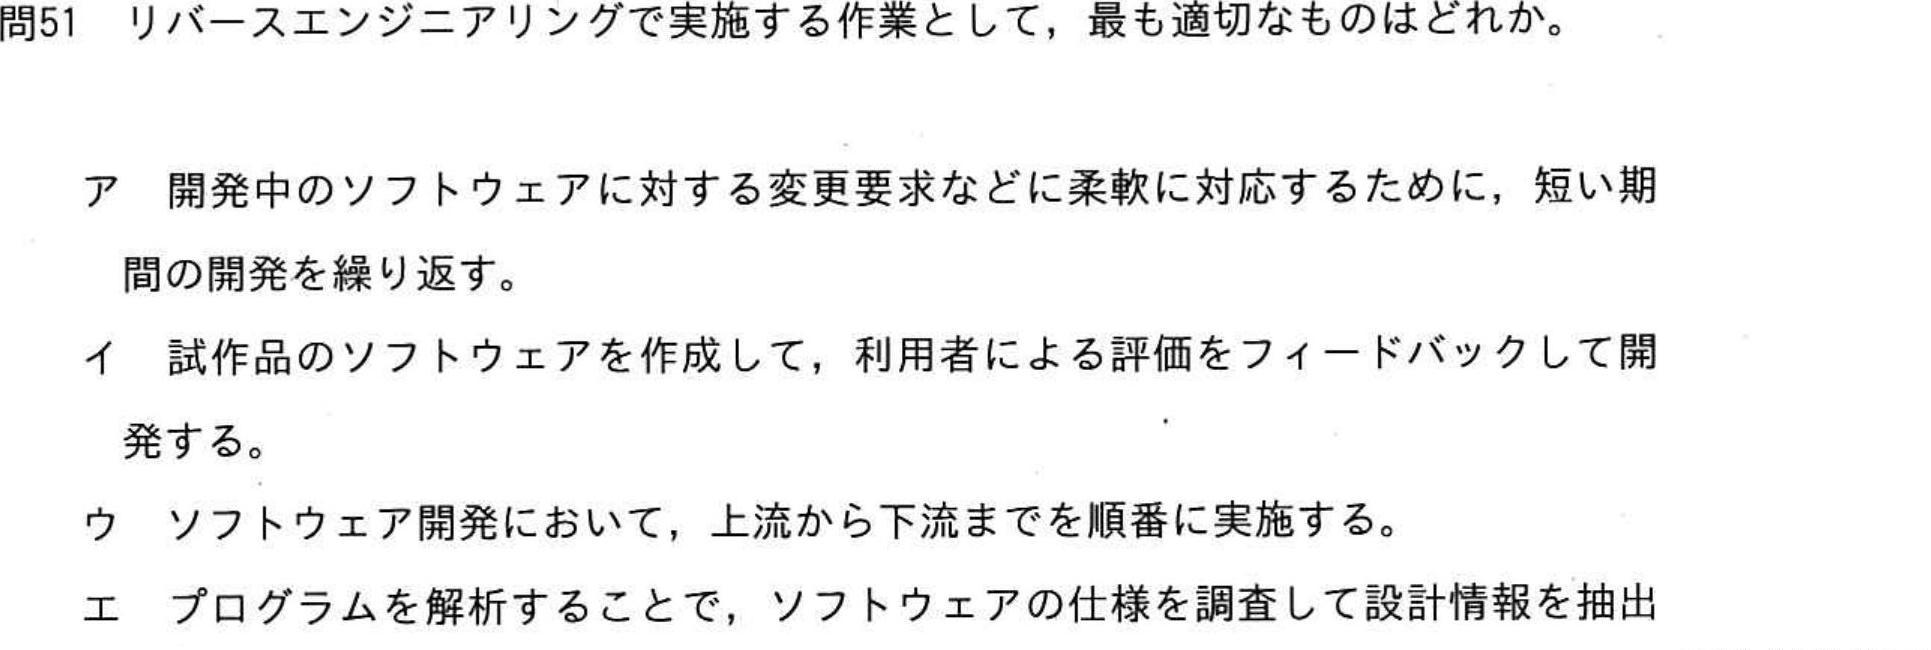 問51　リバースエンジニアリングで実施する作業として，最も適切なものはどれか。
ア　開発中のソフトウェアに対する変更要求などに柔軟に対応するために，短い期
間の開発を繰り返す。
イ　試作品のソフトウェアを作成して，利用者による評価をフィードバックして開
発する。
ウ　ソフトウェア開発において，上流から下流までを順番に実施する。
エ　プログラムを解析することで，ソフトウェアの仕様を調査して設計情報を抽出